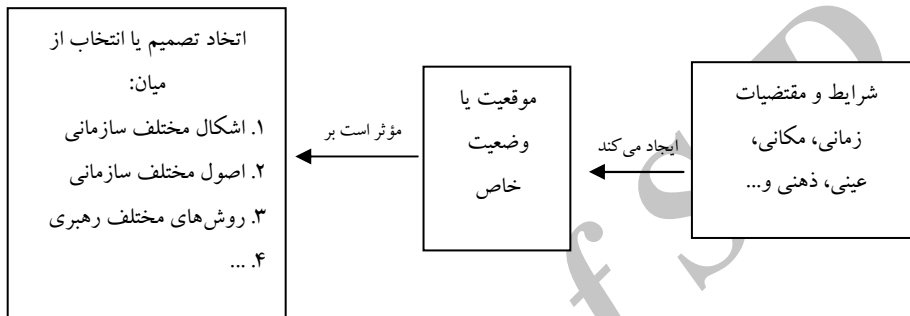 شرایط و مقتضیات
زمانی، مکانی،
عینی، ذهنی و...
ایجاد می‌کند
موقعیت یا
وضعیت
خاص
مؤثر است بر
اتخاد تصمیم یا انتخاب از
میان:
۱. اشکال مختلف سازمانی
۲. اصول مختلف سازمانی
۳. روش‌های مختلف رهبری
۴. ...